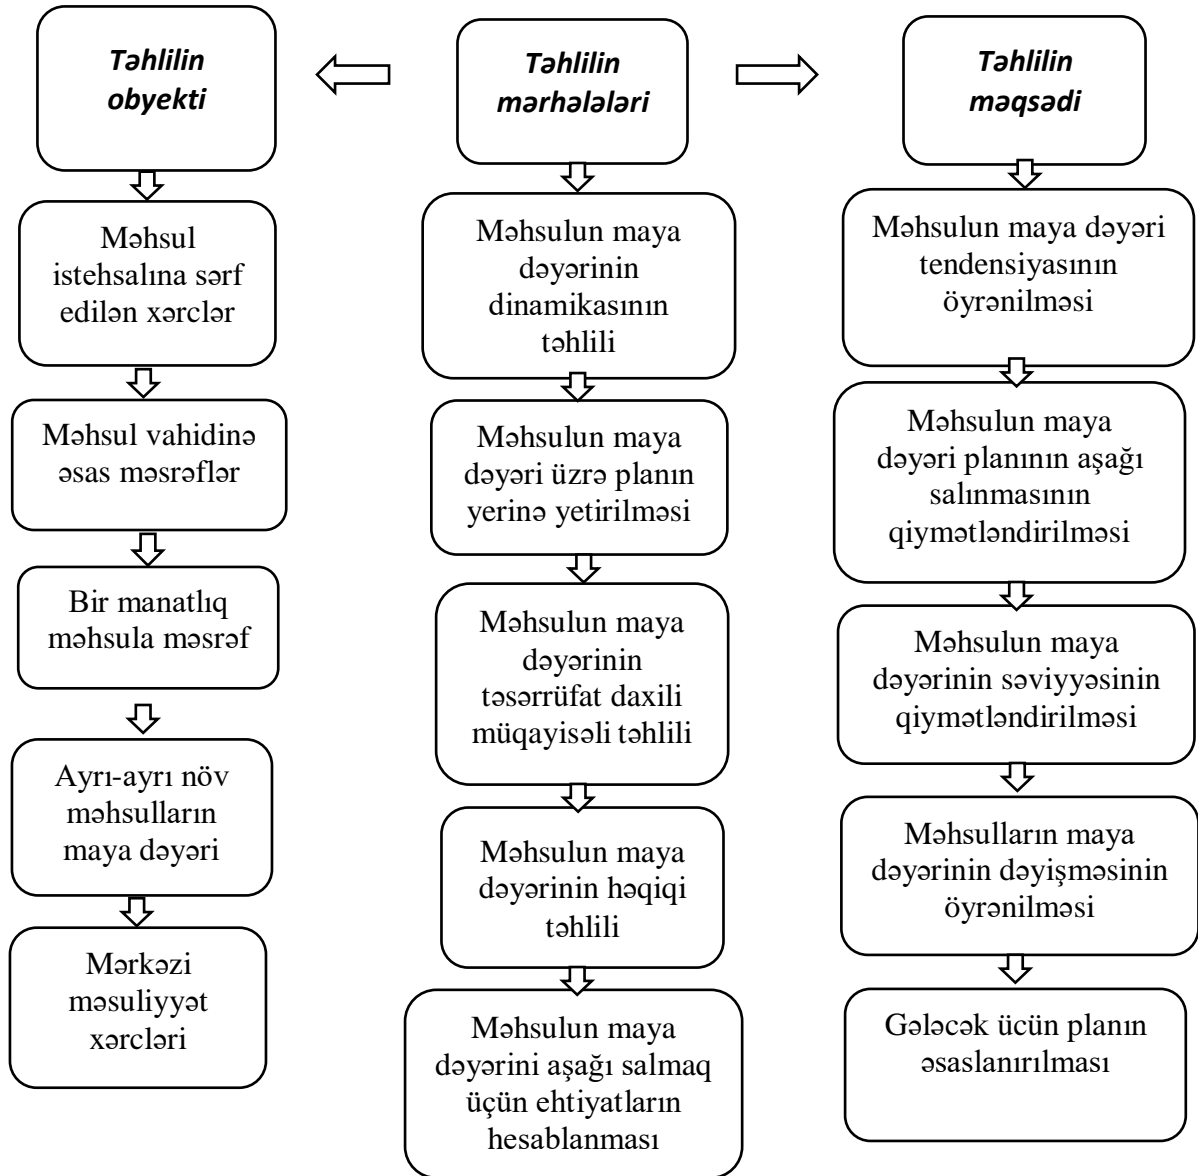 Təhlilin
obyekti
Məhsul
istehsalına sərf
edilən xərclər
Məhsul vahidinə
əsas məsrəflər
Bir manatlıq
məhsula məsrəf
Ayrı-ayrı növ
məhsulların
maya dəyəri
Mərkəzi
məsuliyyət
xərcləri
Təhlilin
mərhələləri
Məhsulun maya
dəyərinin
dinamikasının
təhlili
Məhsulun maya
dəyəri üzrə planın
yerinə yetirilməsi
Məhsulun maya
dəyərinin
təsərrüfat daxili
müqayisəli təhlili
Məhsulun maya
dəyərinin həqiqi
təhlili
Məhsulun maya
dəyərini aşağı salmaq
üçün ehtiyatların
hesablanması
Təhlilin
məqsədi
Məhsulun maya dəyəri
tendensiyasının
öyrənilməsi
Məhsulun maya
dəyəri planının aşağı
salınmasının
qiymətləndirilməsi
Məhsulun maya
dəyərinin səviyyəsinin
qiymətləndirilməsi
Məhsulların maya
dəyərinin dəyişməsinin
öyrənilməsi
Gələcək ücün planın
əsaslanırılması